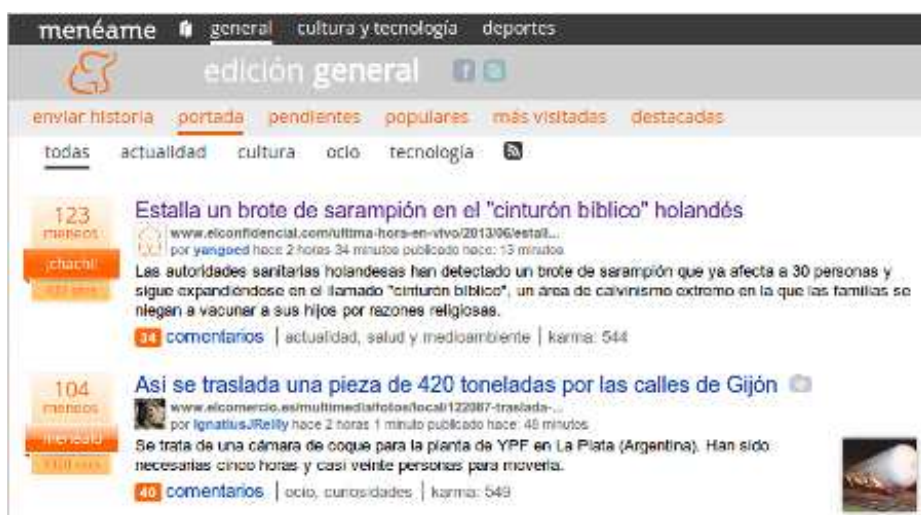 menéame general cultura y tecnología deportes
edición general
enviar historia portada pendientes populares más visitadas destacadas
todas actualidad cultura ocio tecnología
123
meneos
¡chachi!
Estalla un brote de sarampión en el "cinturón bíblico" holandés
www.elconfidencial.com/ultima-hora-en-vivo/2013/06/estall...
por yangoed hace 2 horas 34 minutos publicado hace: 13 minutos
Las autoridades sanitarias holandesas han detectado un brote de sarampión que ya afecta a 30 personas y
sigue expandiéndose en el llamado "cinturón bíblico", un área de calvinismo extremo en la que las familias se
niegan a vacunar a sus hijos por razones religiosas.
34 comentarios | actualidad, salud y medioambiente | karma: 544
104
meneos
menéalo
Así se traslada una pieza de 420 toneladas por las calles de Gijón
www.elcomercio.es/multimedia/fotos/local/122087-traslada-...
por IgnatiusJReilly hace 2 horas 1 minuto publicado hace: 48 minutos
Se trata de una cámara de coque para la planta de YPF en La Plata (Argentina). Han sido
necesarias cinco horas y casi veinte personas para moverla.
40 comentarios | ocio, curiosidades | karma: 549